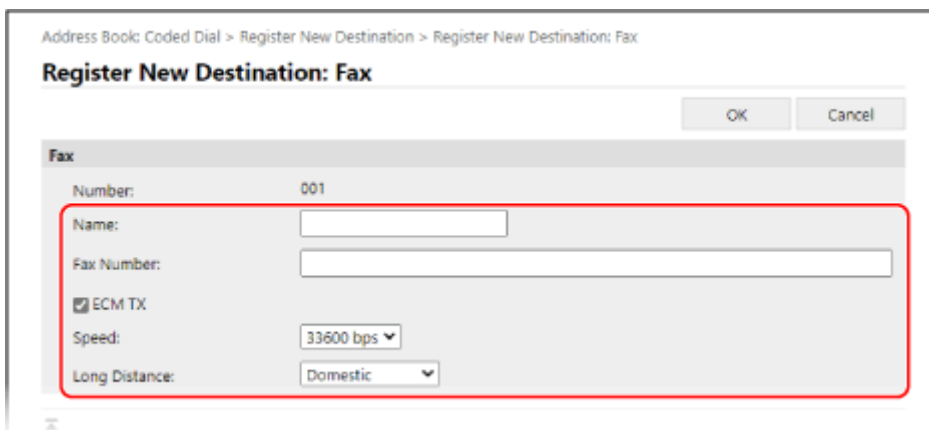 Address Book: Coded Dial > Register New Destination > Register New Destination: Fax
Register New Destination: Fax
OK Cancel
Fax
Number: 001
Name:
Fax Number:
ECM TX
Speed: 33600 bps
Long Distance: Domestic